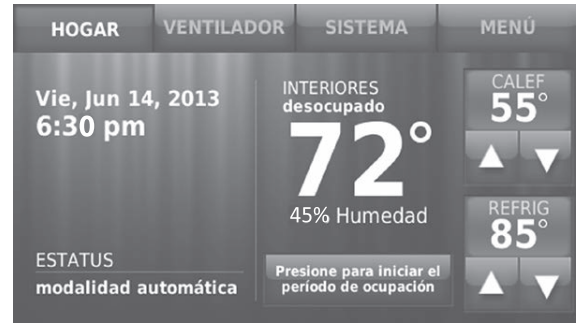 HOGAR
VENTILADOR
SISTEMA
MENÚ
Vie, Jun 14, 2013
6:30 pm
ESTATUS
modalidad automática
INTERIORES
desocupado
72°
45% Humedad
Presione para iniciar el
período de ocupación
CALEF
55°
REFRIG
85°